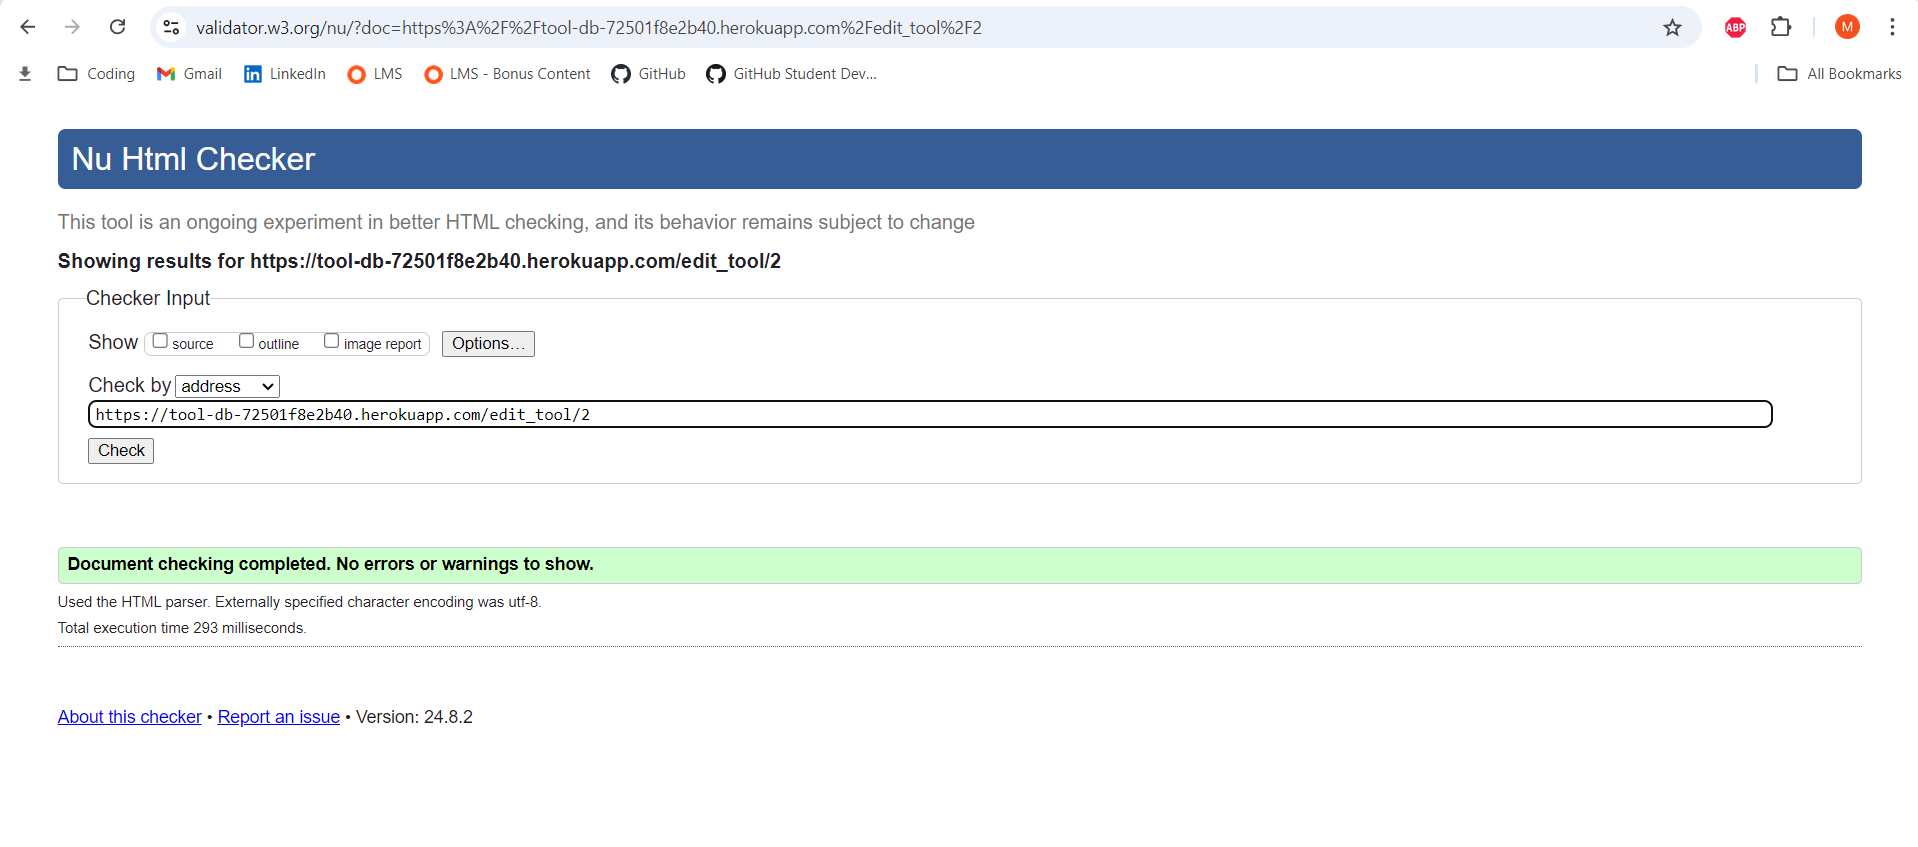 validator.w3.org/nu/?doc=https%3A%2F%2Ftool-db-72501f8e2b40.herokuapp.com%2Fedit_tool%2F2
ABP
M
Coding
Gmail
LinkedIn
LMS
LMS - Bonus Content
GitHub
GitHub Student Dev...
All Bookmarks
Nu Html Checker
This tool is an ongoing experiment in better HTML checking, and its behavior remains subject to change
Showing results for https://tool-db-72501f8e2b40.herokuapp.com/edit_tool/2
Checker Input
Show source outline image report Options...
Check by address
https://tool-db-72501f8e2b40.herokuapp.com/edit_tool/2
Check
Document checking completed. No errors or warnings to show.
Used the HTML parser. Externally specified character encoding was utf-8.
Total execution time 293 milliseconds.
About this checker • Report an issue • Version: 24.8.2